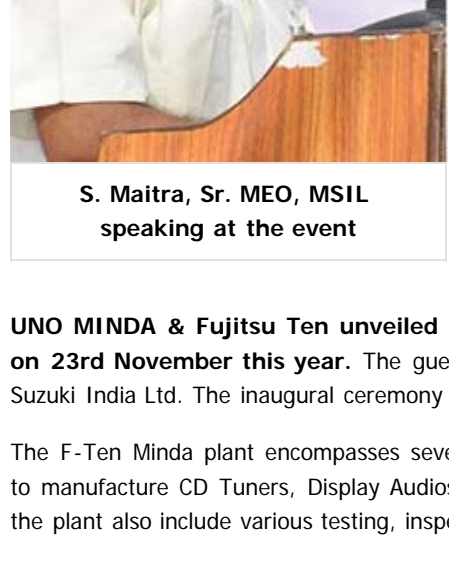 S. Maitra, Sr. MEO, MSIL
speaking at the event
UNO MINDA & Fujitsu Ten unveiled
on 23rd November this year. The gue
Suzuki India Ltd. The inaugural ceremony
The F-Ten Minda plant encompasses seve
to manufacture CD Tuners, Display Audios
the plant also include various testing, inspe